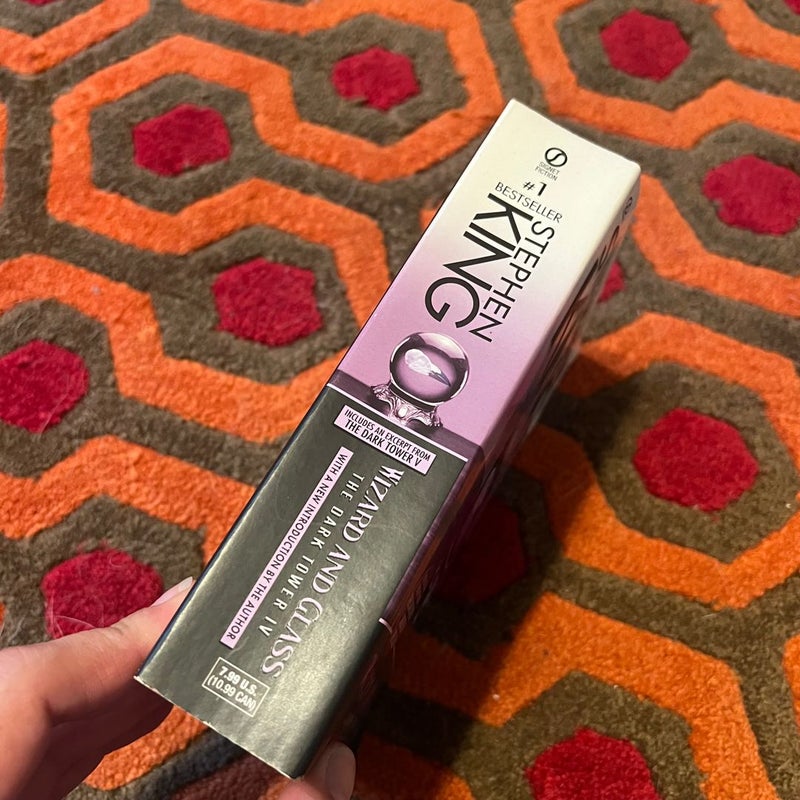 SIGNET
FICTION
#1
BESTSELLER
STEPHEN
KING
INCLUDES AN EXCERPT FROM
THE DARK TOWER V
WIZARD AND GLASS
THE DARK TOWER IV
WITH A NEW INTRODUCTION BY THE AUTHOR
7.99 U.S.
(10.99 CAN)